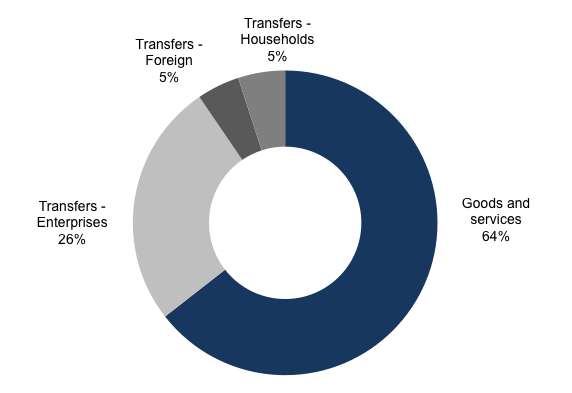 Transfers -
Households
5%
Transfers -
Foreign
5%
Transfers -
Enterprises
26%
Goods and
services
64%